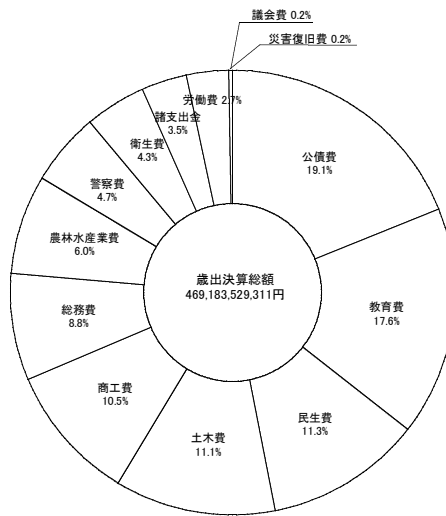 議会費 0.2%
災害復旧費 0.2%
公債費
19.1%
教育費
17.6%
民生費
11.3%
土木費
11.1%
商工費
10.5%
総務費
8.8%
農林水産業費
6.0%
警察費
4.7%
衛生費
4.3%
諸支出金
3.5%
労働費 2.7%
歳出決算総額
469,183,529,311円